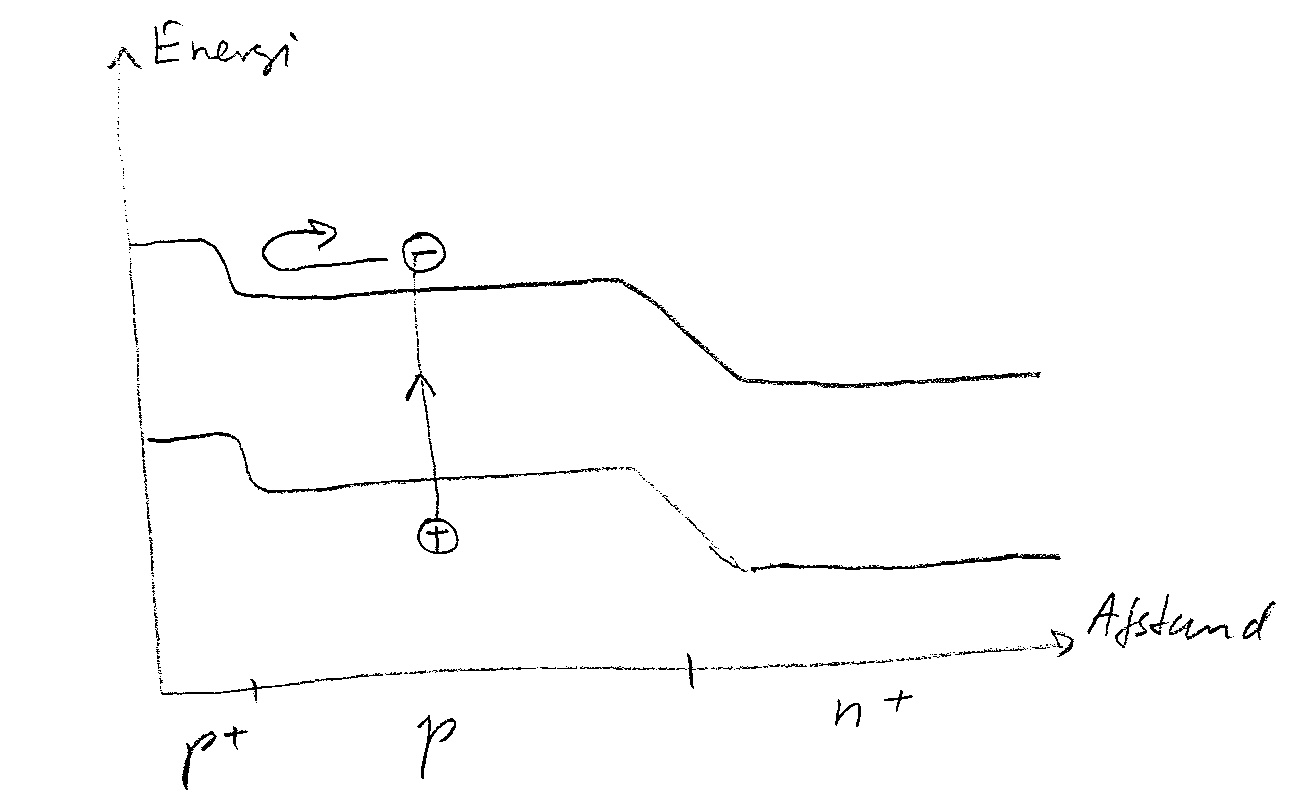 Energi
−
+
Afstand
p+ p n+